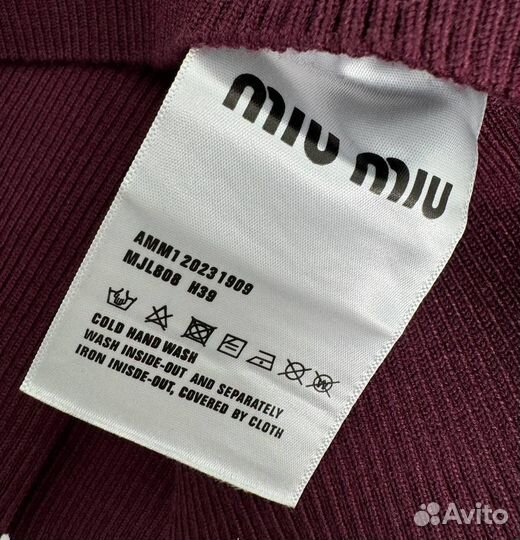 MIU MIU
AMM1 20231909
MJL808 H39
COLD HAND WASH
WASH INSIDE-OUT AND SEPARATELY
IRON INISDE-OUT, COVERED BY CLOTH
Avito